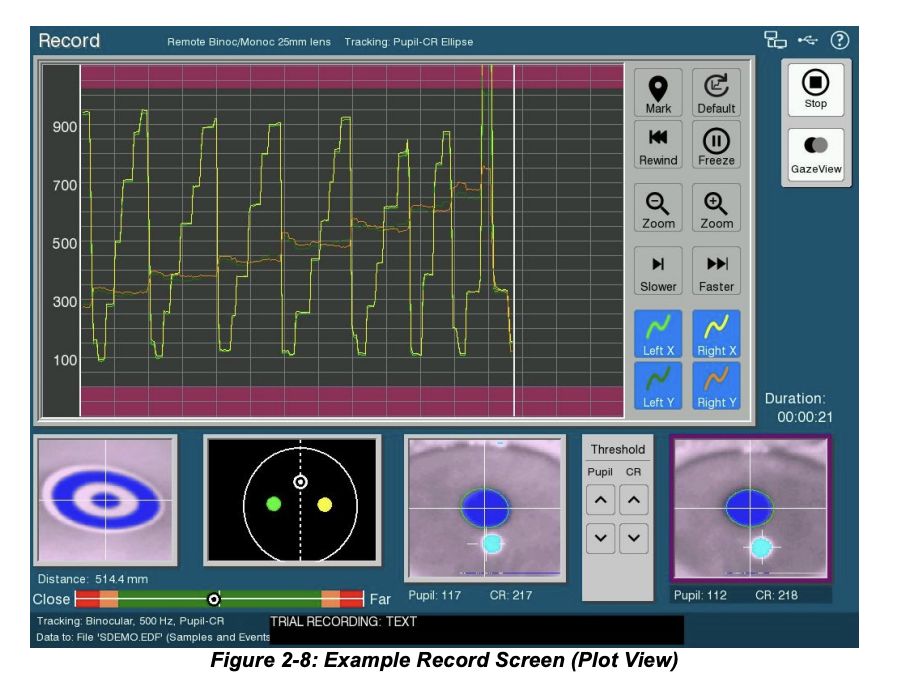 Record Remote Binoc/Monoc 25mm lens Tracking: Pupil-CR Ellipse ?
900
700
500
300
100
Mark Default
Rewind Freeze
Zoom Zoom
Slower Faster
Left X Right X
Left Y Right Y
Stop
GazeView
Duration:
00:00:21
Threshold
Pupil CR
Distance: 514.4 mm
Close Far
Pupil: 117 CR: 217
Pupil: 112 CR: 218
Tracking: Binocular, 500 Hz, Pupil-CR
Data to: File 'SDEMO.EDF' (Samples and Events
TRIAL RECORDING: TEXT
Figure 2-8: Example Record Screen (Plot View)